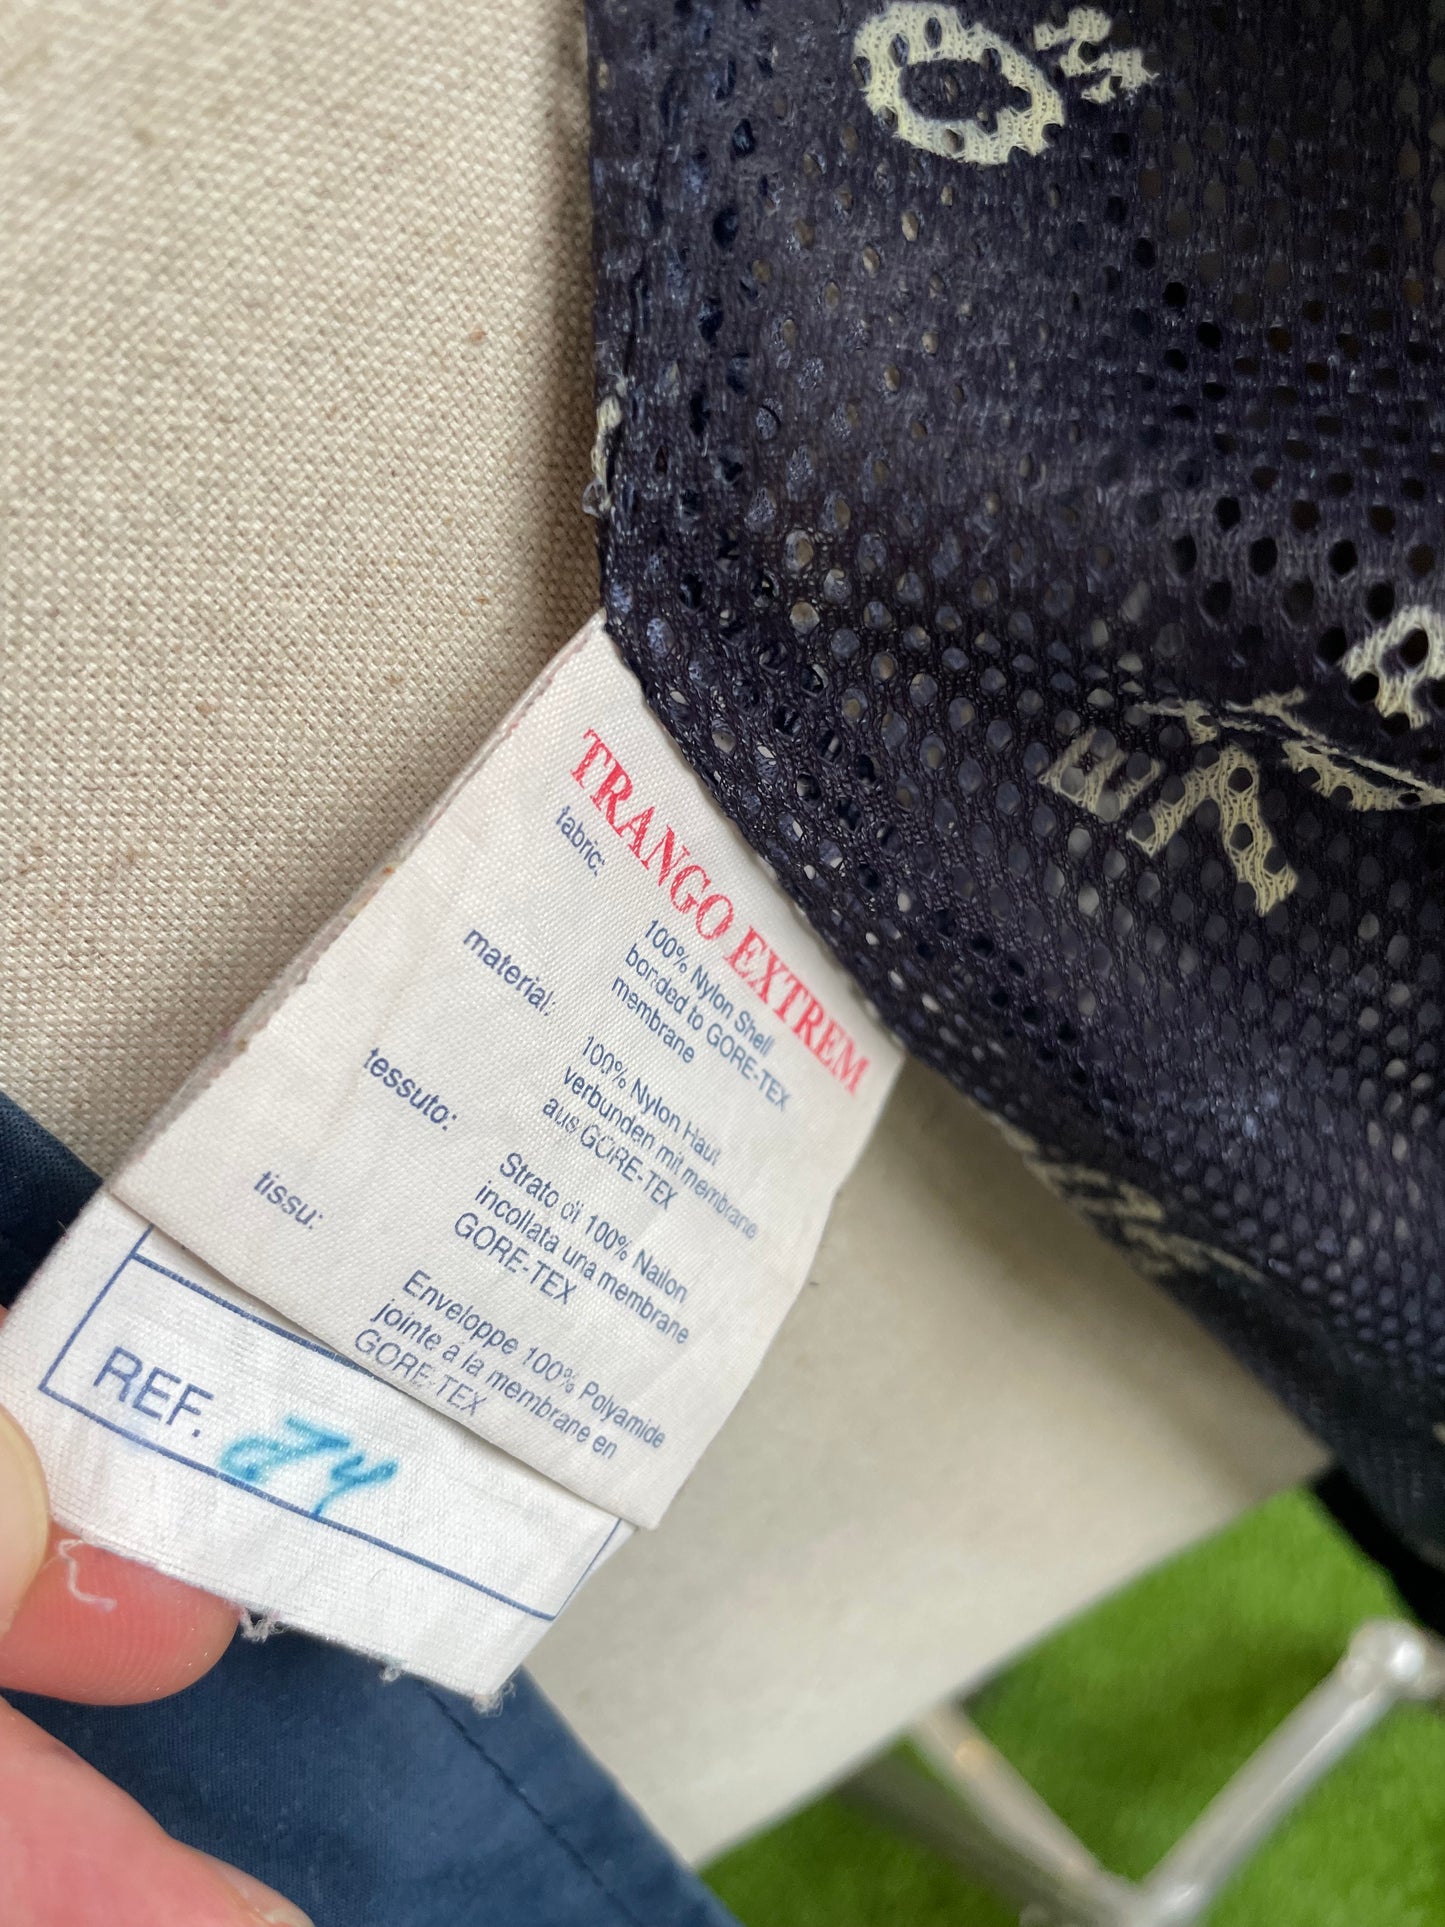 TRANGO EXTREM
fabric:
100% Nylon Shell
bonded to GORE-TEX
membrane
material:
100% Nylon Haut
verbunden mit membrane
aus GORE-TEX
tessuto:
Strato di 100% Nailon
incollata una membrane
GORE-TEX
tissu:
Enveloppe 100% Polyamide
jointe à la membrane en
GORE-TEX
REF.